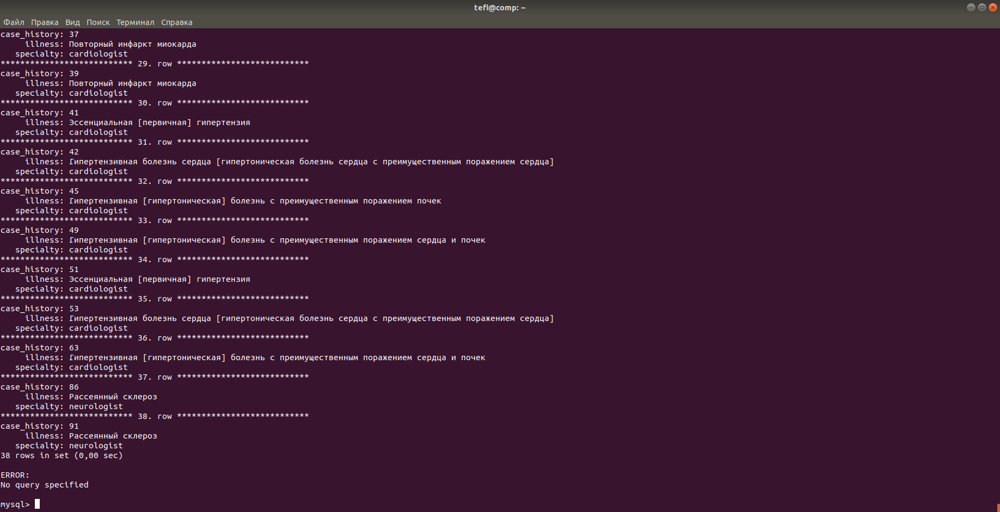 tefi@comp: ~
Файл Правка Вид Поиск Терминал Справка
case_history: 37
     illness: Повторный инфаркт миокарда
   specialty: cardiologist
*************************** 29. row ***************************
case_history: 39
     illness: Повторный инфаркт миокарда
   specialty: cardiologist
*************************** 30. row ***************************
case_history: 41
     illness: Эссенциальная [первичная] гипертензия
   specialty: cardiologist
*************************** 31. row ***************************
case_history: 42
     illness: Гипертензивная болезнь сердца [гипертоническая болезнь сердца с преимущественным поражением сердца]
   specialty: cardiologist
*************************** 32. row ***************************
case_history: 45
     illness: Гипертензивная [гипертоническая] болезнь с преимущественным поражением почек
   specialty: cardiologist
*************************** 33. row ***************************
case_history: 49
     illness: Гипертензивная [гипертоническая] болезнь с преимущественным поражением сердца и почек
   specialty: cardiologist
*************************** 34. row ***************************
case_history: 51
     illness: Эссенциальная [первичная] гипертензия
   specialty: cardiologist
*************************** 35. row ***************************
case_history: 53
     illness: Гипертензивная болезнь сердца [гипертоническая болезнь сердца с преимущественным поражением сердца]
   specialty: cardiologist
*************************** 36. row ***************************
case_history: 63
     illness: Гипертензивная [гипертоническая] болезнь с преимущественным поражением сердца и почек
   specialty: cardiologist
*************************** 37. row ***************************
case_history: 86
     illness: Рассеянный склероз
   specialty: neurologist
*************************** 38. row ***************************
case_history: 91
     illness: Рассеянный склероз
   specialty: neurologist
38 rows in set (0,00 sec)
ERROR:
No query specified
mysql>